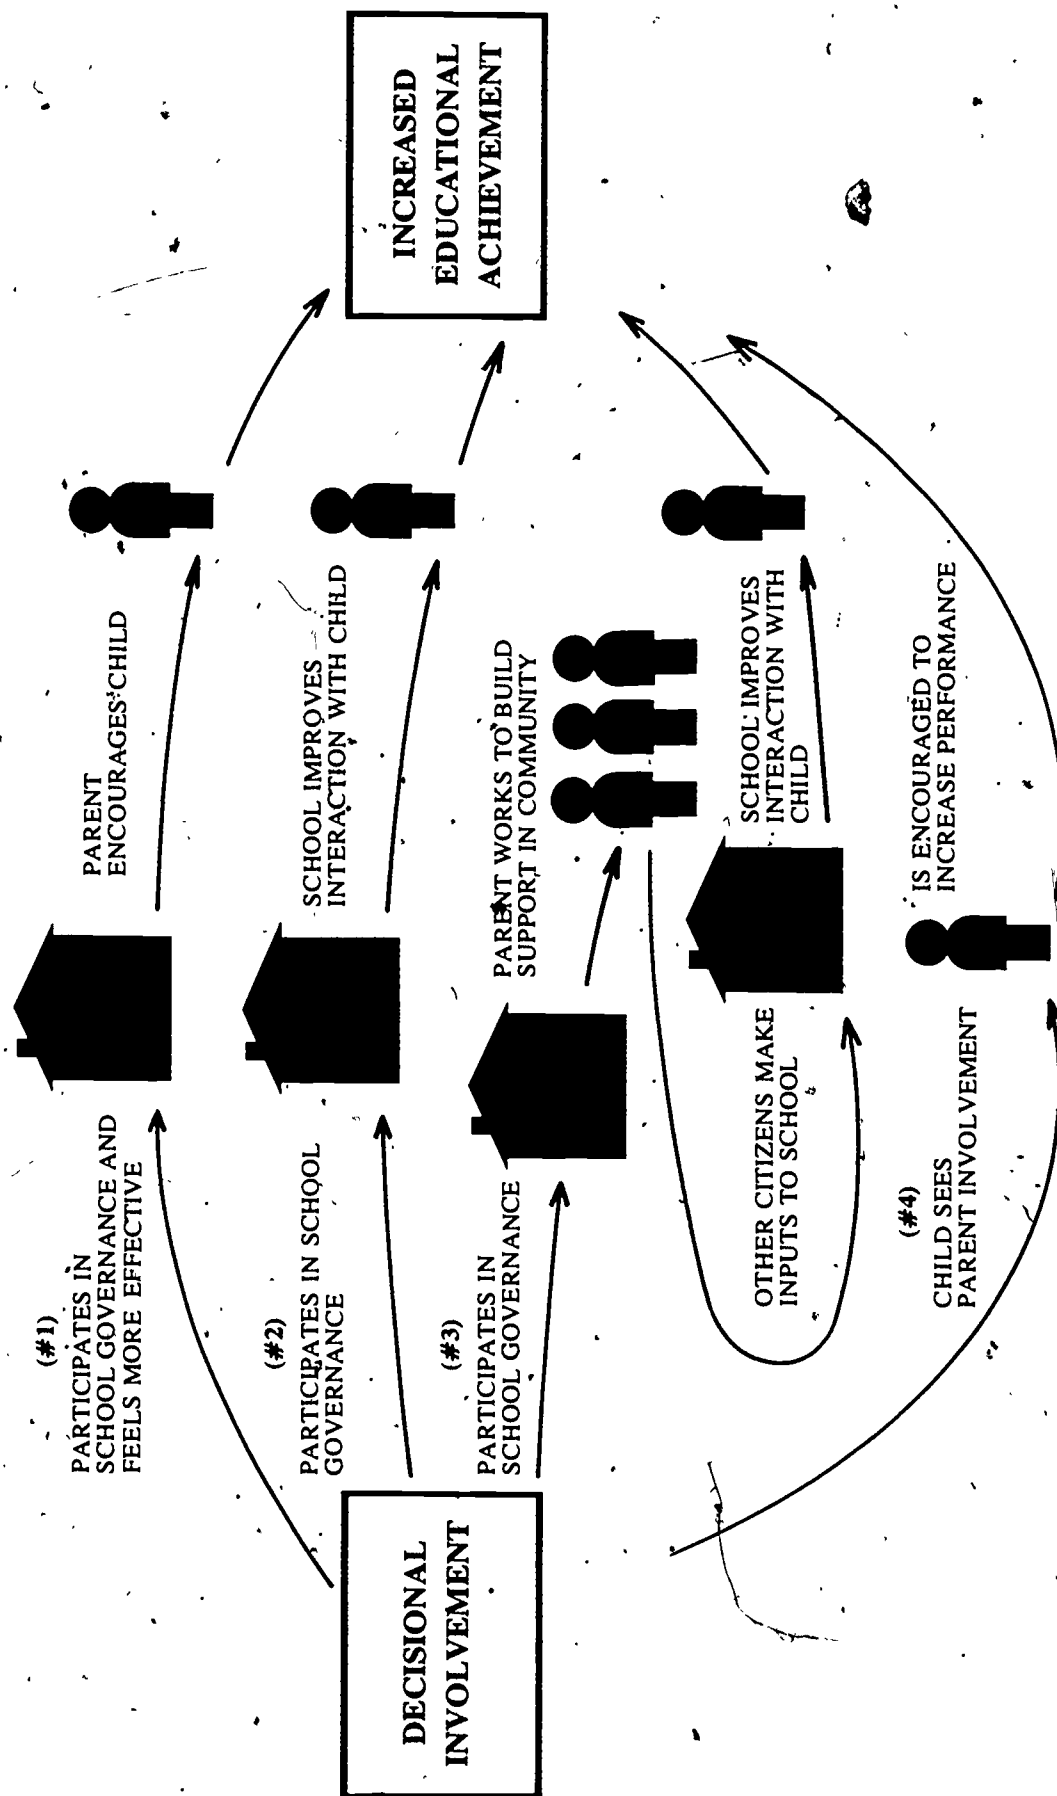 DECISIONAL
INVOLVEMENT
(#1)
PARTICIPATES IN
SCHOOL GOVERNANCE AND
FEELS MORE EFFECTIVE
PARENT
ENCOURAGES CHILD
(#2)
PARTICIPATES IN SCHOOL
GOVERNANCE
SCHOOL IMPROVES
INTERACTION WITH CHILD
(#3)
PARTICIPATES IN
SCHOOL GOVERNANCE
PARENT WORKS TO BUILD
SUPPORT IN COMMUNITY
OTHER CITIZENS MAKE
INPUTS TO SCHOOL
SCHOOL IMPROVES
INTERACTION WITH
CHILD
(#4)
CHILD SEES
PARENT INVOLVEMENT
IS ENCOURAGED TO
INCREASE PERFORMANCE
INCREASED
EDUCATIONAL
ACHIEVEMENT